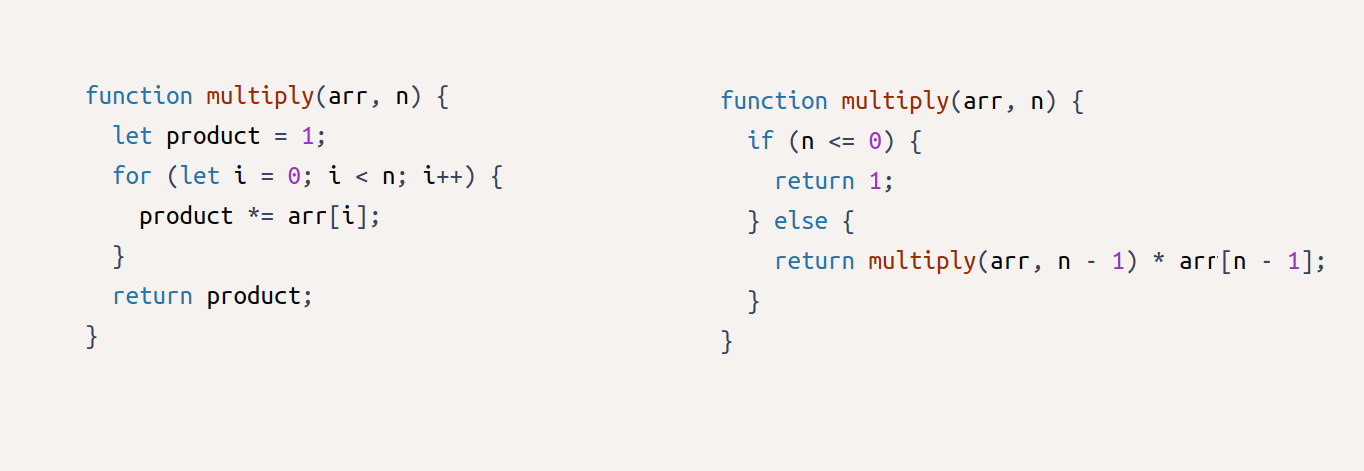 function multiply(arr, n) {
  let product = 1;
  for (let i = 0; i < n; i++) {
    product *= arr[i];
  }
  return product;
}
function multiply(arr, n) {
  if (n <= 0) {
    return 1;
  } else {
    return multiply(arr, n - 1) * arr[n - 1];
  }
}